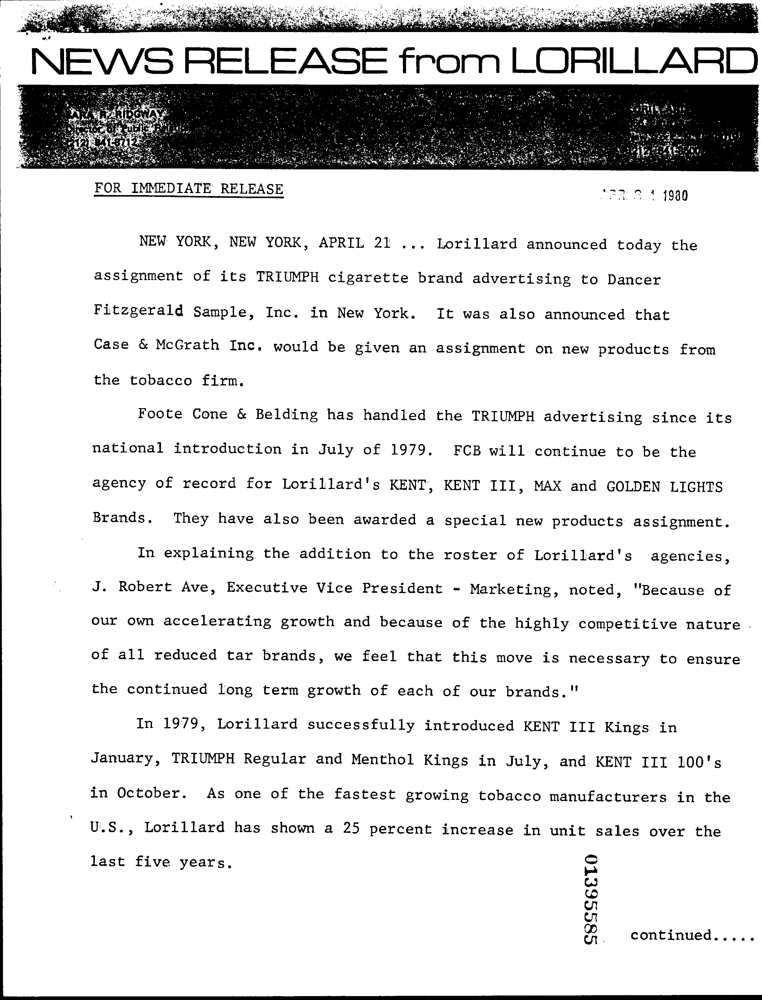 NEWS RELEASE from LORILLARD
SARA R. RIDGWAY
Director of Public
(212) 841-8712
FOR IMMEDIATE RELEASE
APR 2 1 1980
NEW YORK, NEW YORK, APRIL 21 ... Lorillard announced today the
assignment of its TRIUMPH cigarette brand advertising to Dancer
Fitzgerald Sample, Inc. in New York. It was also announced that
Case & McGrath Inc. would be given an assignment on new products from
the tobacco firm.
Foote Cone & Belding has handled the TRIUMPH advertising since its
national introduction in July of 1979. FCB will continue to be the
agency of record for Lorillard's KENT, KENT III, MAX and GOLDEN LIGHTS
Brands. They have also been awarded a special new products assignment.
In explaining the addition to the roster of Lorillard's agencies,
J. Robert Ave, Executive Vice President - Marketing, noted, "Because of
our own accelerating growth and because of the highly competitive nature
of all reduced tar brands, we feel that this move is necessary to ensure
the continued long term growth of each of our brands."
In 1979, Lorillard successfully introduced KENT III Kings in
January, TRIUMPH Regular and Menthol Kings in July, and KENT III 100's
in October. As one of the fastest growing tobacco manufacturers in the
U.S., Lorillard has shown a 25 percent increase in unit sales over the
last five years.
01395585
continued.....